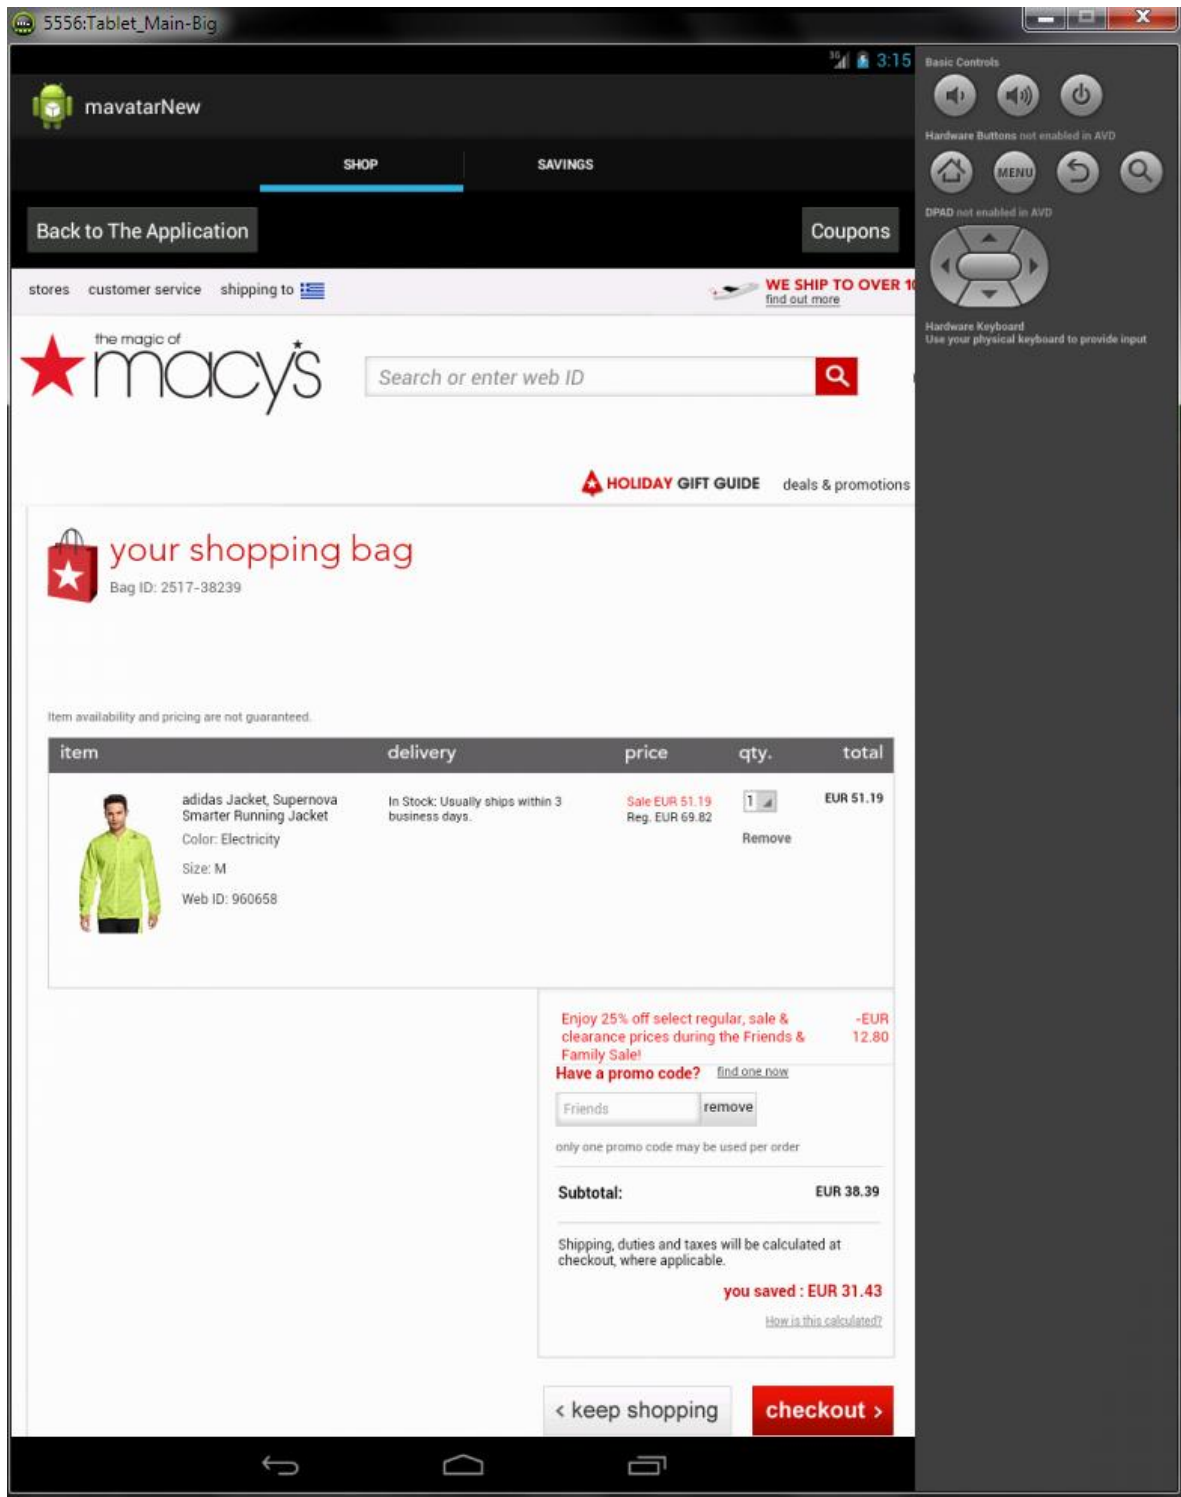 5556:Tablet_Main-Big
3G 3:15
mavatarNew
SHOP SAVINGS
Back to The Application Coupons
stores customer service shipping to
WE SHIP TO OVER
find out more
the magic of
macy's
Search or enter web ID
HOLIDAY GIFT GUIDE deals & promotions
your shopping bag
Bag ID: 2517-38239
Item availability and pricing are not guaranteed.
item delivery price qty. total
adidas Jacket, Supernova
Smarter Running Jacket
Color: Electricity
Size: M
Web ID: 960658
In Stock: Usually ships within 3
business days.
Sale EUR 51.19
Reg. EUR 69.82
1
Remove
EUR 51.19
Enjoy 25% off select regular, sale &
clearance prices during the Friends &
Family Sale!
-EUR
12.80
Have a promo code? find one now
Friends remove
only one promo code may be used per order
Subtotal: EUR 38.39
Shipping, duties and taxes will be calculated at
checkout, where applicable.
you saved : EUR 31.43
How is this calculated?
< keep shopping checkout >
Basic Controls
Hardware Buttons not enabled in AVD
MENU
DPAD not enabled in AVD
Hardware Keyboard
Use your physical keyboard to provide input